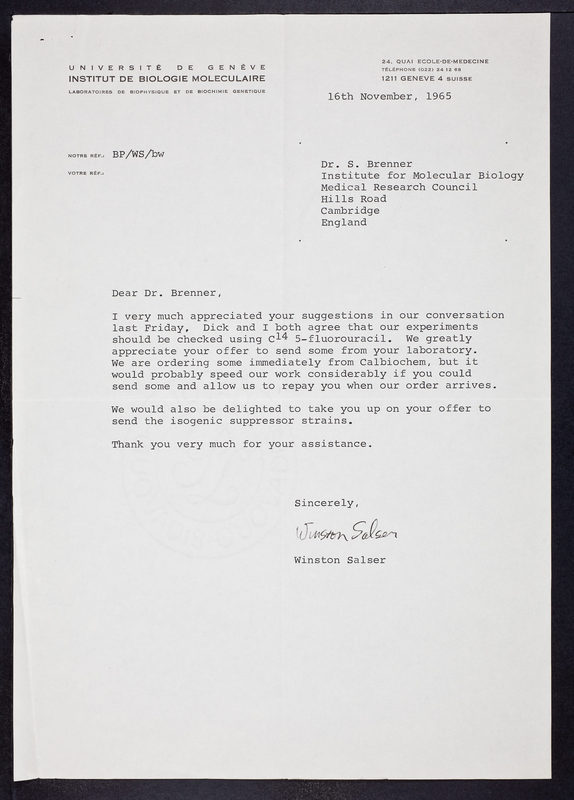 UNIVERSITÉ DE GENÈVE
INSTITUT DE BIOLOGIE MOLECULAIRE
LABORATOIRES DE BIOPHYSIQUE ET DE BIOCHIMIE GENETIQUE
24, QUAI ECOLE-DE-MEDECINE
TÉLÉPHONE (022) 24 12 68
1211 GENEVE 4 SUISSE
16th November, 1965
NOTRE RÉF.: BP/WS/bw
VOTRE RÉF.:
Dr. S. Brenner
Institute for Molecular Biology
Medical Research Council
Hills Road
Cambridge
England
Dear Dr. Brenner,
I very much appreciated your suggestions in our conversation
last Friday. Dick and I both agree that our experiments
should be checked using C14 5-fluorouracil. We greatly
appreciate your offer to send some from your laboratory.
We are ordering some immediately from Calbiochem, but it
would probably speed our work considerably if you could
send some and allow us to repay you when our order arrives.
We would also be delighted to take you up on your offer to
send the isogenic suppressor strains.
Thank you very much for your assistance.
Sincerely,
Winston Salser
Winston Salser